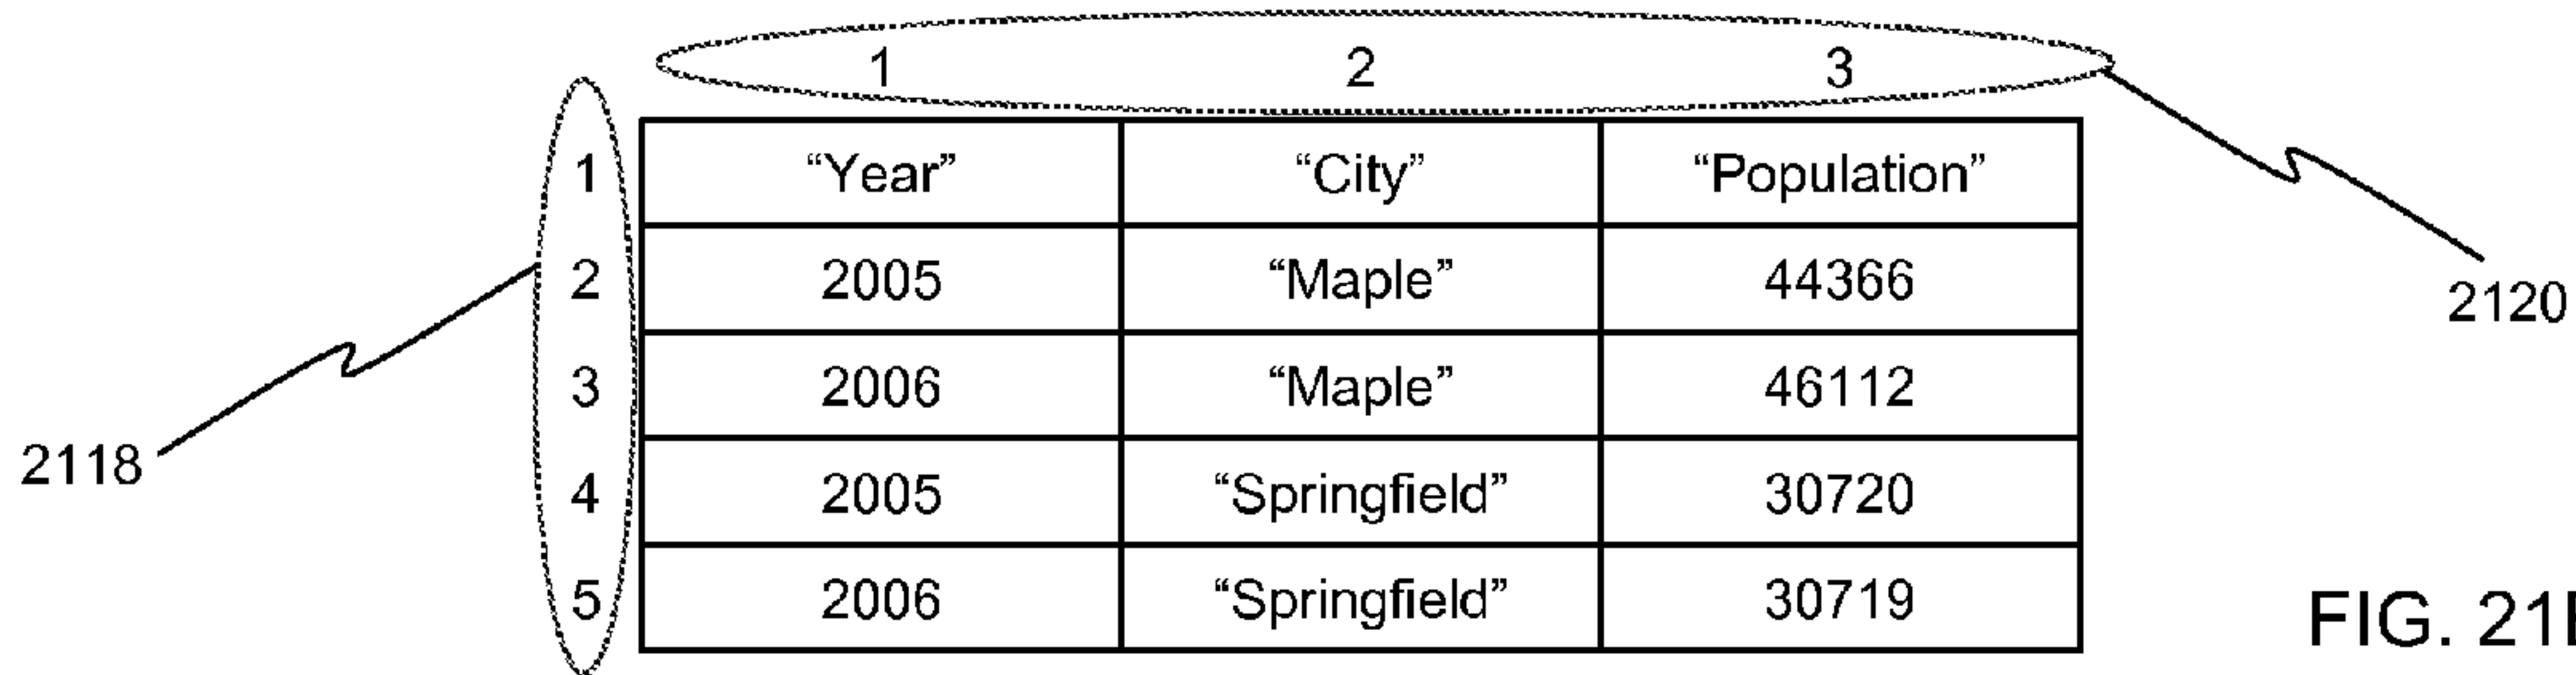 1 2 3
1 “Year” “City” “Population”
2 2005 “Maple” 44366
2120
3 2006 “Maple” 46112
2118
4 2005 “Springfield” 30720
5 2006 “Springfield” 30719
FIG.